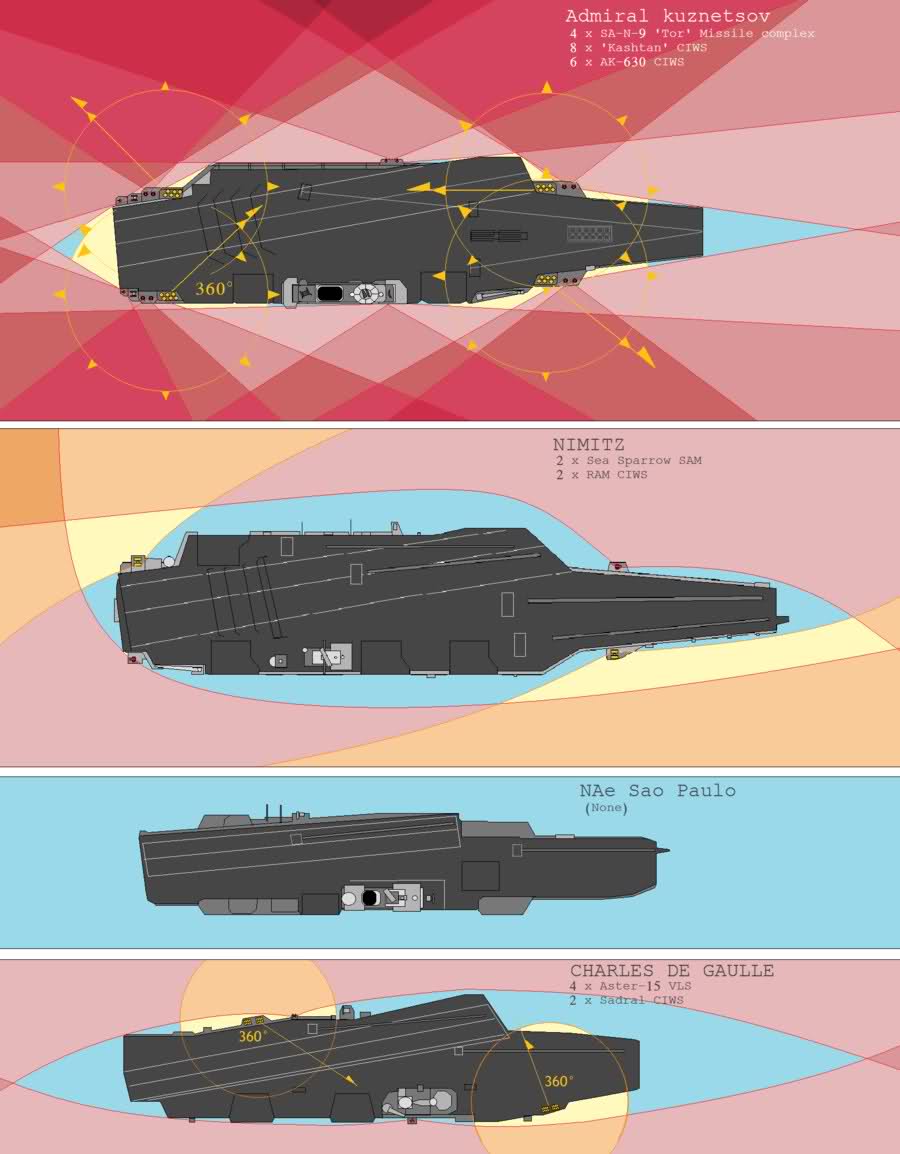 Admiral kuznetsov
4 x SA-N-9 'Tor' Missile complex
8 x 'Kashtan' CIWS
6 x AK-630 CIWS
360°
NIMITZ
2 x Sea Sparrow SAM
2 x RAM CIWS
NAe Sao Paulo
(None)
CHARLES DE GAULLE
4 x Aster-15 VLS
2 x Sadral CIWS
360°
360°